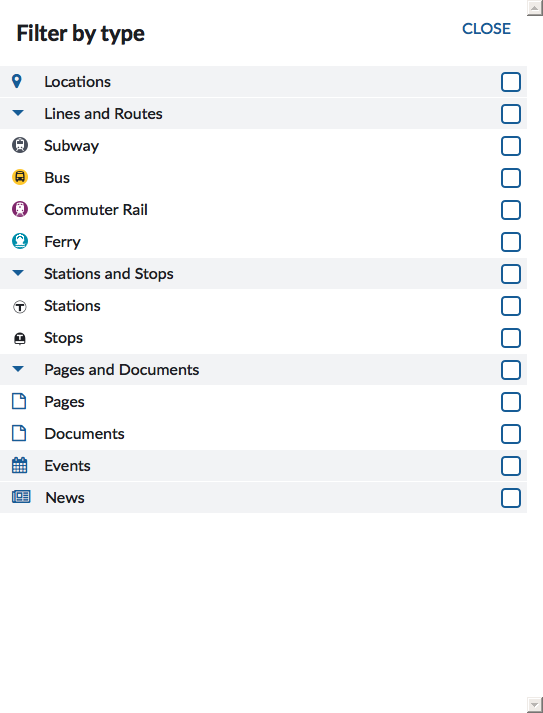 Filter by type
CLOSE
Locations
Lines and Routes
Subway
Bus
Commuter Rail
Ferry
Stations and Stops
Stations
Stops
Pages and Documents
Pages
Documents
Events
News